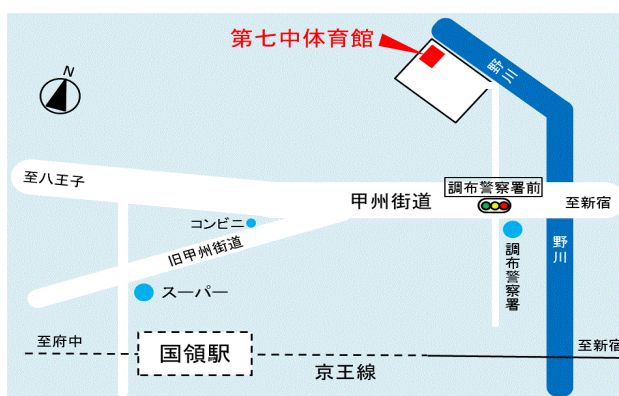 第七中体育館
野川
N
至八王子
調布警察署前
甲州街道
至新宿
コンビニ
旧甲州街道
調布警察署
野川
スーパー
至府中
国領駅
至新宿
京王線